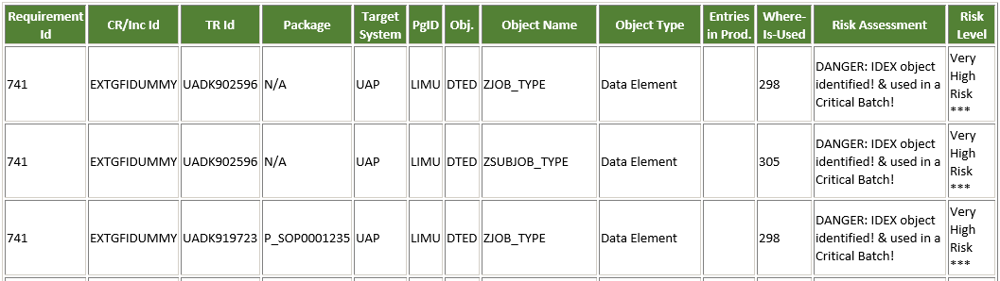 Requirement Id CR/Inc Id TR Id Package Target System PgID Obj. Object Name Object Type Entries in Prod. Where-Is-Used Risk Assessment Risk Level
741 EXTGFIDUMMY UADK902596 N/A UAP LIMU DTED ZJOB_TYPE Data Element 298 DANGER: IDEX object identified! & used in a Critical Batch! Very High Risk ***
741 EXTGFIDUMMY UADK902596 N/A UAP LIMU DTED ZSUBJOB_TYPE Data Element 305 DANGER: IDEX object identified! & used in a Critical Batch! Very High Risk ***
741 EXTGFIDUMMY UADK919723 P_SOP0001235 UAP LIMU DTED ZJOB_TYPE Data Element 298 DANGER: IDEX object identified! & used in a Critical Batch! Very High Risk ***